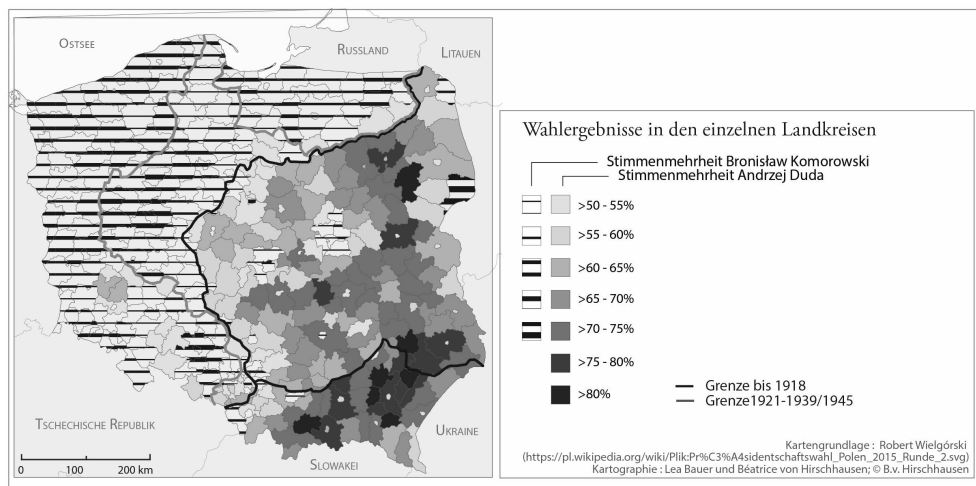 OSTSEE
RUSSLAND
LITAUEN
TSCHECHISCHE REPUBLIK
UKRAINE
SLOWAKEI
0 100 200 km
Wahlergebnisse in den einzelnen Landkreisen
Stimmenmehrheit Bronisław Komorowski
Stimmenmehrheit Andrzej Duda
>50 - 55%
>55 - 60%
>60 - 65%
>65 - 70%
>70 - 75%
>75 - 80%
>80%
Grenze bis 1918
Grenze1921-1939/1945
Kartengrundlage : Robert Wielgórski
(https://pl.wikipedia.org/wiki/Plik:Pr%C3%A4sidentschaftswahl_Polen_2015_Runde_2.svg)
Kartographie : Lea Bauer und Béatrice von Hirschhausen; © B.v. Hirschhausen